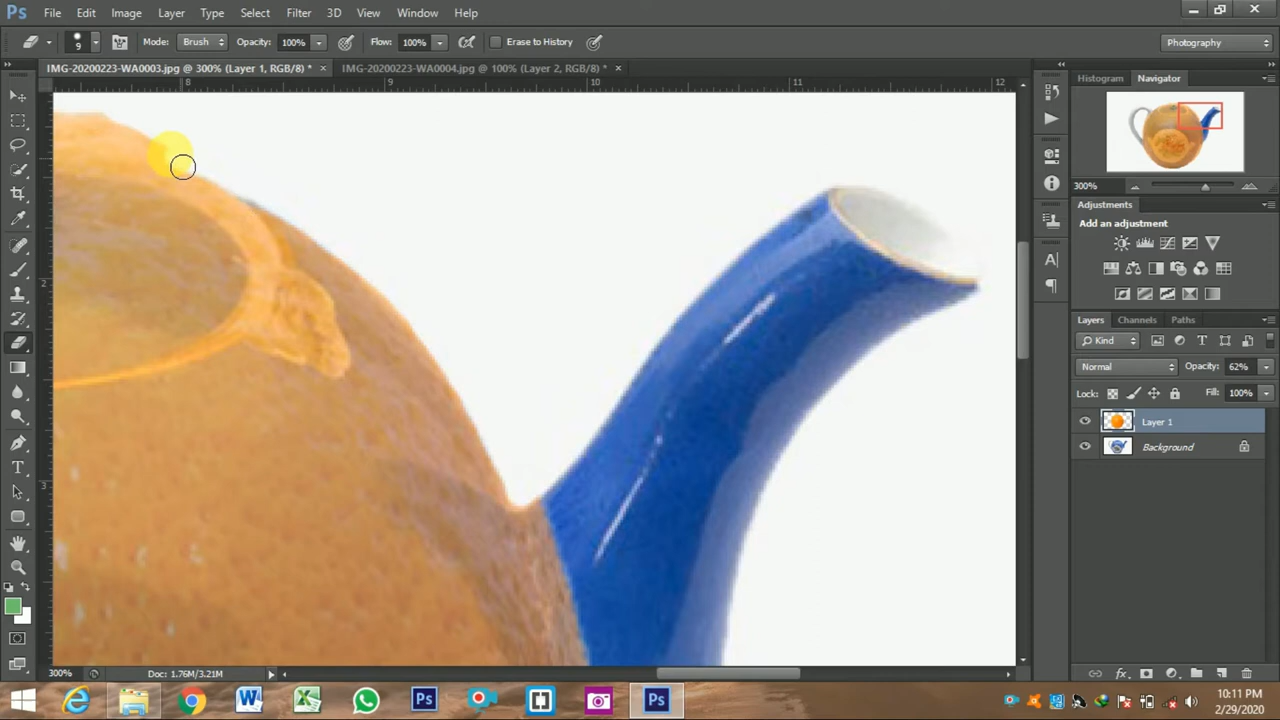 Ps File Edit Image Layer Type Select Filter 3D View Window Help
9 Mode: Brush Opacity: 100% Flow: 100% Erase to History Photography
IMG-20200223-WA0003.jpg @ 300% (Layer 1, RGB/8) * × IMG-20200223-WA0004.jpg @ 100% (Layer 2, RGB/8) * ×
Histogram Navigator
8 9 10 11 12
300%
Adjustments
Add an adjustment
2
Layers Channels Paths
Kind
Normal Opacity: 62%
Lock: Fill: 100%
Layer 1
Background
3
300% Doc: 1.76M/3.21M
10:11 PM
2/29/2020